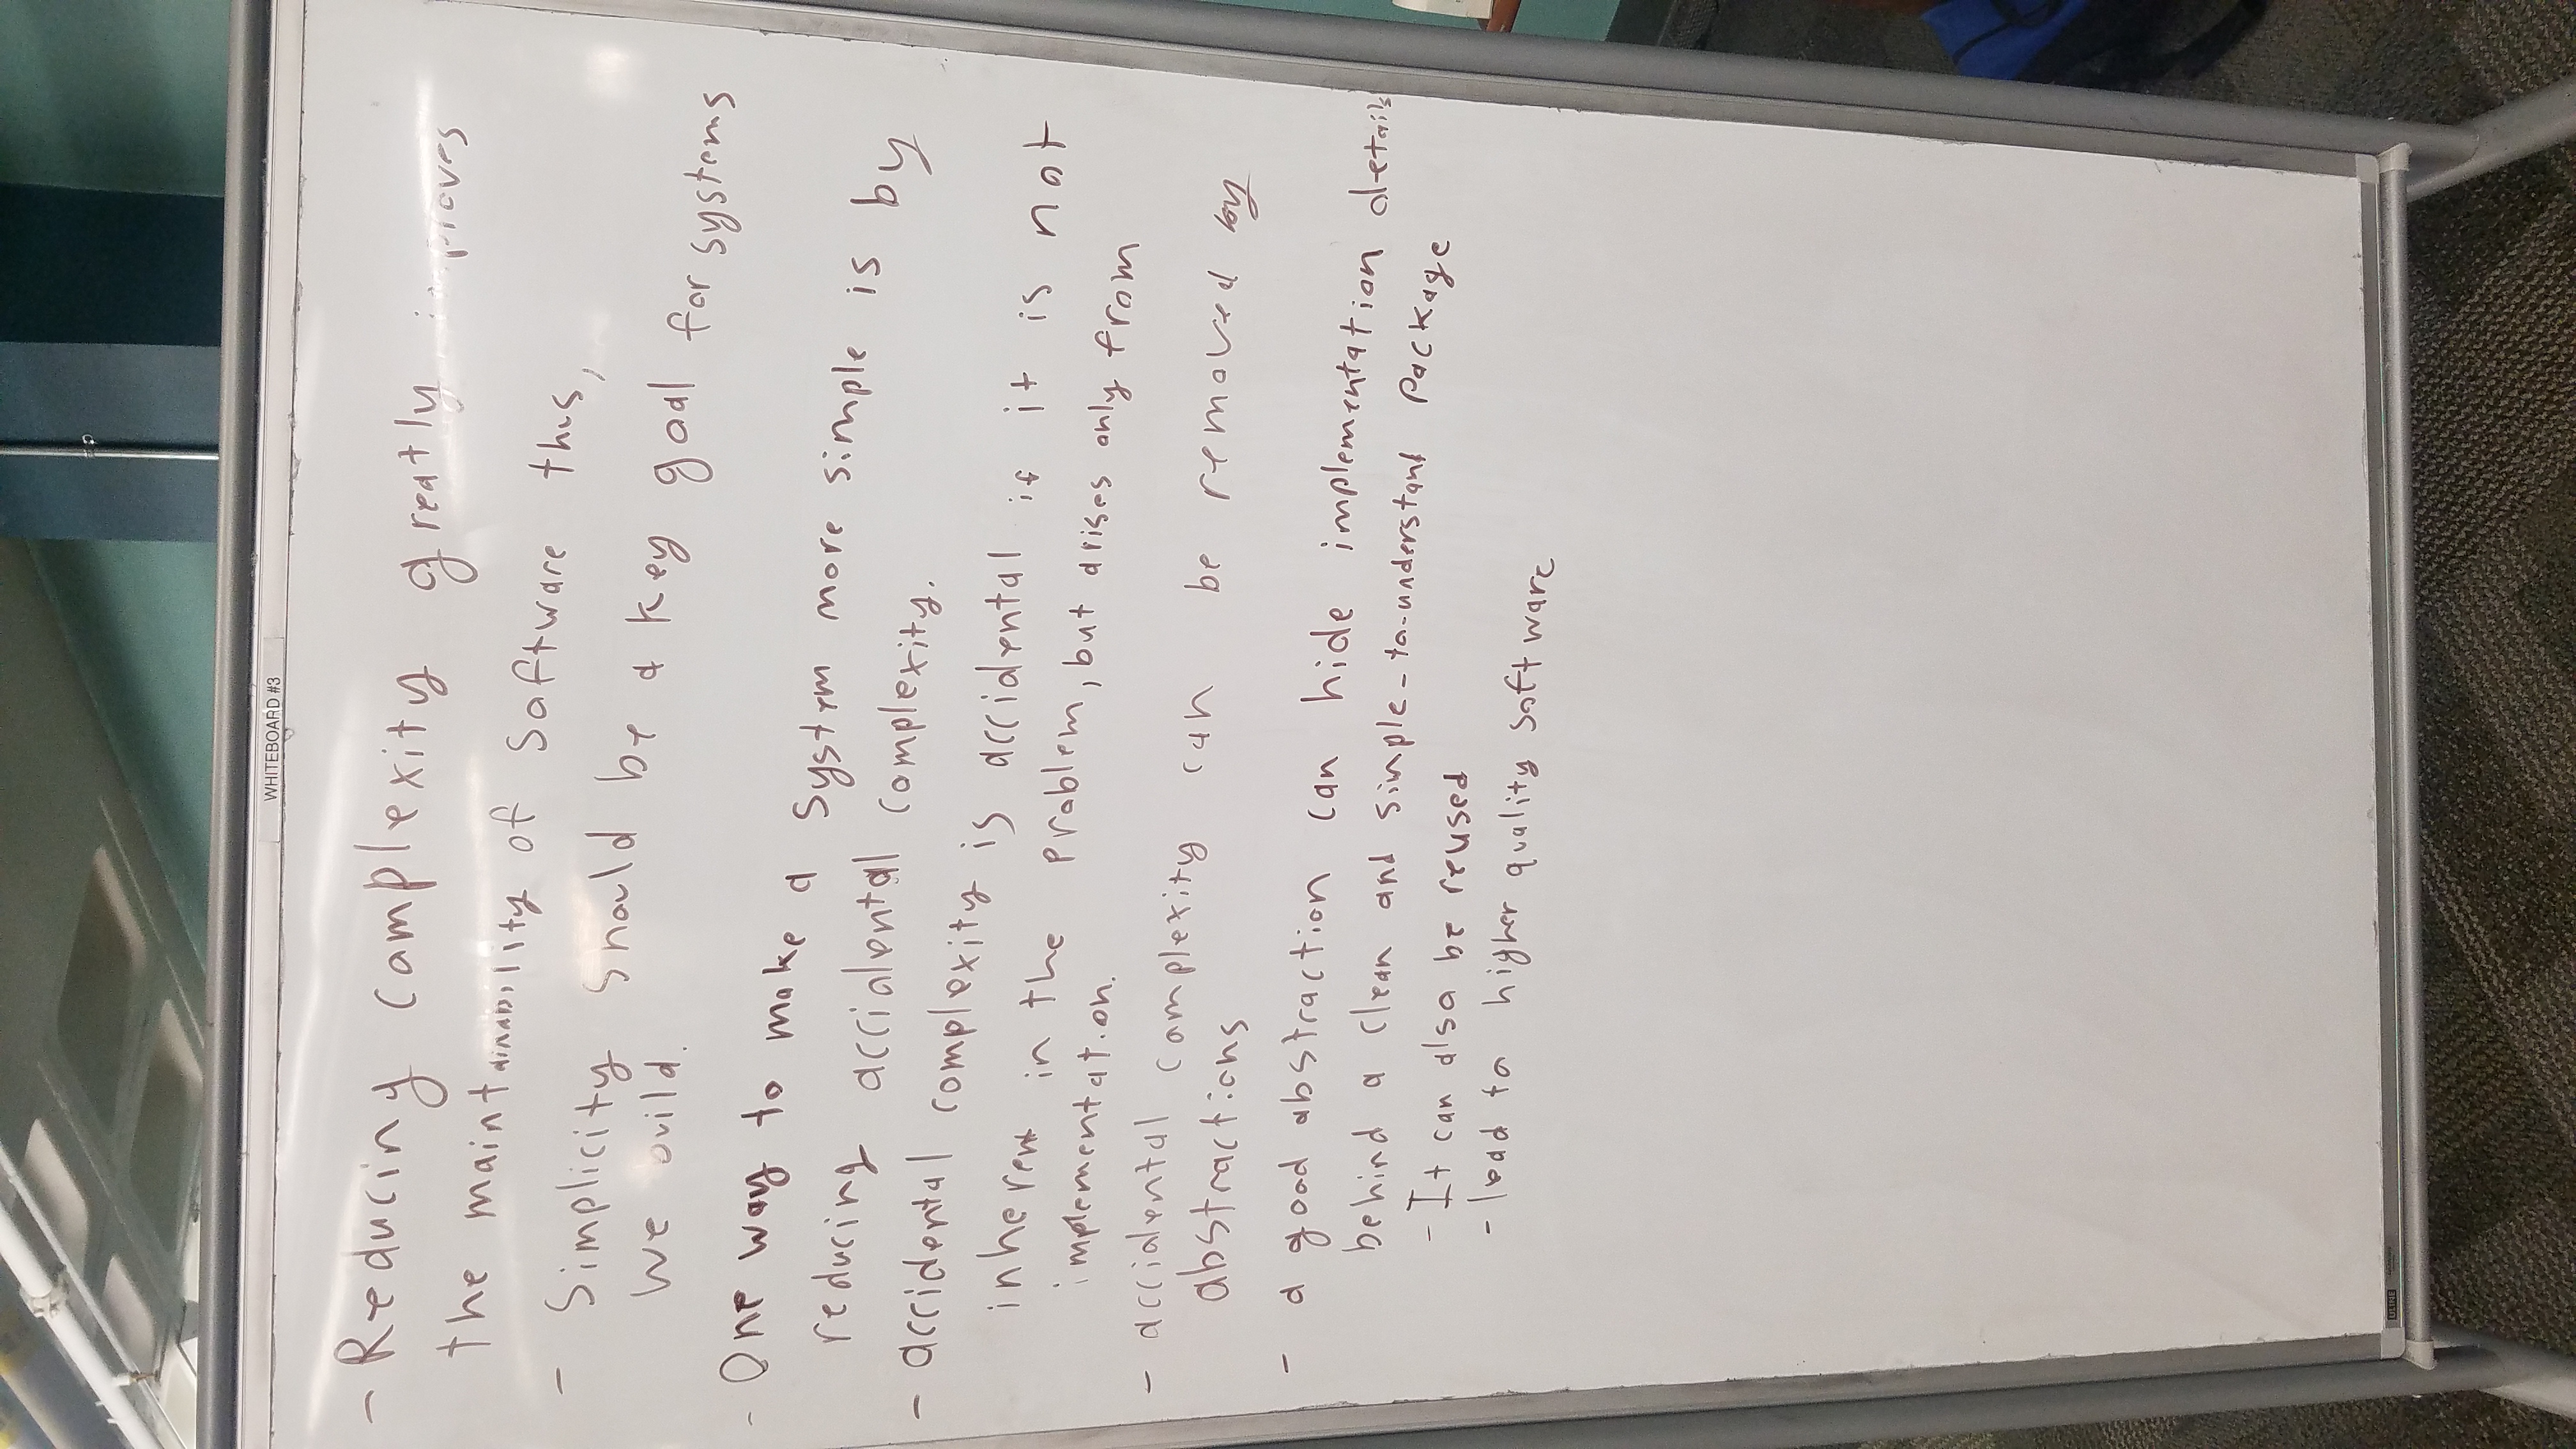 WHITEBOARD #3
- Reducing complexity greatly improves
the maintainability of software thus,
- Simplicity should be a key goal for systems
we build.
- One way to make a system more simple is by
reducing accidental complexity.
- accidental complexity is accidental if it is not
inherent in the problem, but arises only from
implementation.
- accidental complexity can be removed by
abstractions
- a good abstraction can hide implementation details
behind a clean and simple-to-understand package
- It can also be reused
- lead to higher quality software
ULINE